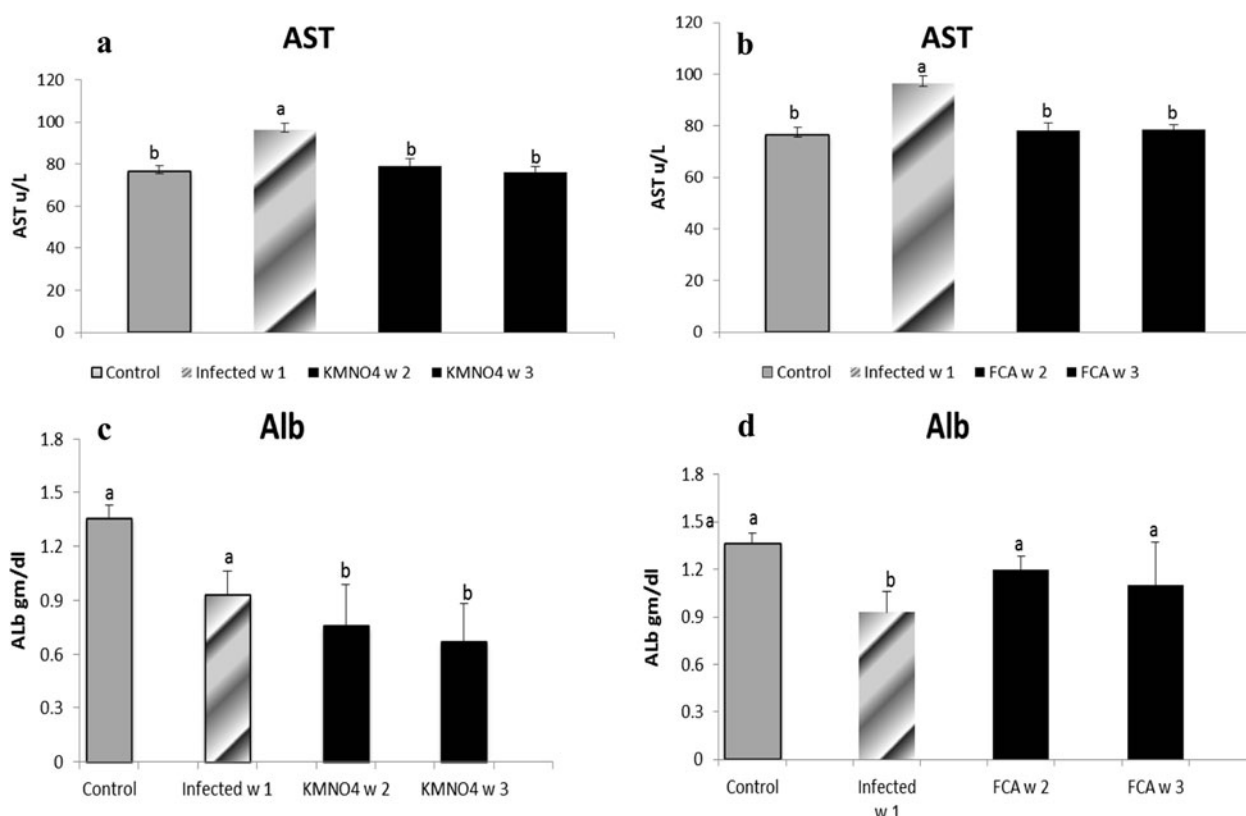 a
AST
120
100
80
60
40
20
0
AST u/L
b
a
b
b
Control Infected w 1 KMNO4 w 2 KMNO4 w 3
b
AST
120
100
80
60
40
20
0
AST u/L
b
a
b
b
Control Infected w 1 FCA w 2 FCA w 3
c
Alb
1.8
1.5
1.2
0.9
0.6
0.3
0
ALb gm/dl
a
a
b
b
Control Infected w 1 KMNO4 w 2 KMNO4 w 3
d
Alb
1.8
1.5
1.2
0.9
0.6
0.3
0
ALb gm/dl
a
a
b
a
a
Control Infected FCA w 2 FCA w 3
w 1